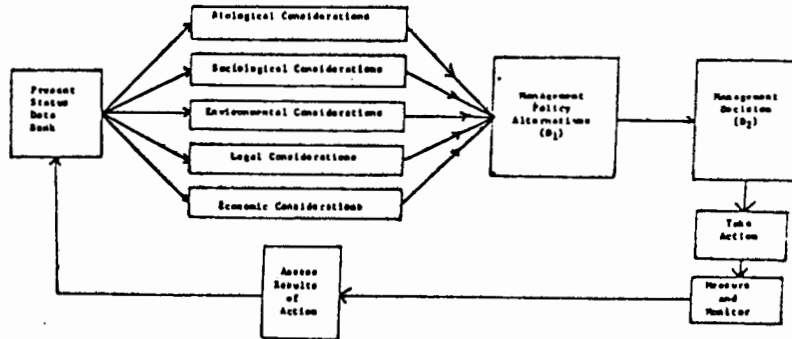 Biological Considerations
Sociological Considerations
Environmental Considerations
Legal Considerations
Economic Considerations
Present
Status
Data
Bank
Management
Policy
Alternatives
(D₁)
Management
Decision
(D₂)
Take
Action
Measure and
Monitor
Assess
Results
of
Action